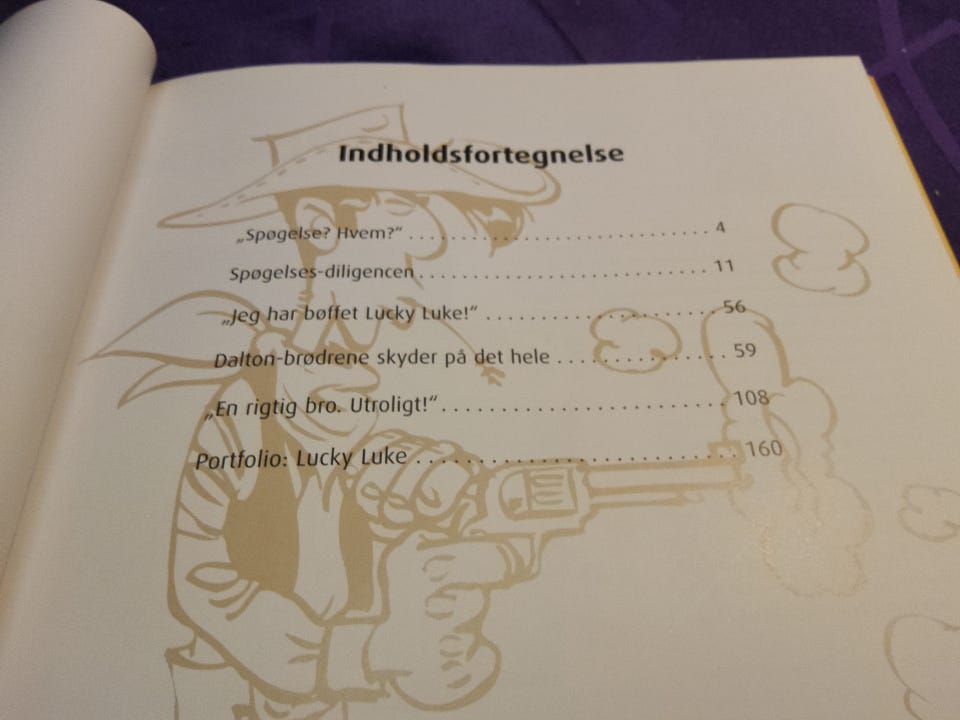 Indholdsfortegnelse
„Spøgelse? Hvem?“ . . . . . . . . . . . . . . . . . . . . . . . . . . . . . . . . 4
Spøgelses-diligencen . . . . . . . . . . . . . . . . . . . . . . . . . . . . . . 11
„Jeg har bøffet Lucky Luke!“ . . . . . . . . . . . . . . . . . . . . . . . . 56
Dalton-brødrene skyder på det hele . . . . . . . . . . . . . . . . . 59
„En rigtig bro. Utroligt!“ . . . . . . . . . . . . . . . . . . . . . . . . . . . 108
Portfolio: Lucky Luke . . . . . . . . . . . . . . . . . . . . . . . . . . . . . 160